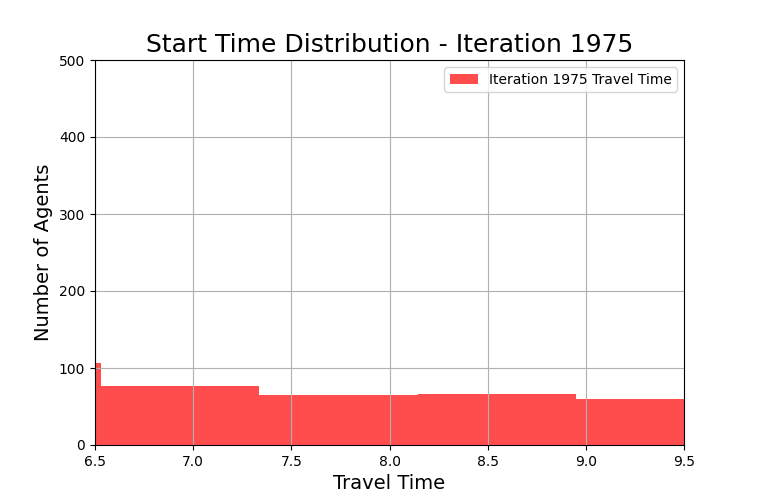 Start Time Distribution - Iteration 1975
500
Iteration 1975 Travel Time
400
300
200
100
0
Number of Agents
6.5 7.0 7.5 8.0 8.5 9.0 9.5
Travel Time